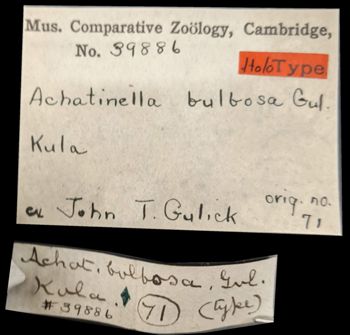 Mus. Comparative Zoölogy, Cambridge,
No. 39886
HoloType
Achatinella bulbosa Gul.
Kula
orig. no.
ex John T. Gulick 71
Achat. bulbosa, Gul.
Kula. 71 (type)
# 39886